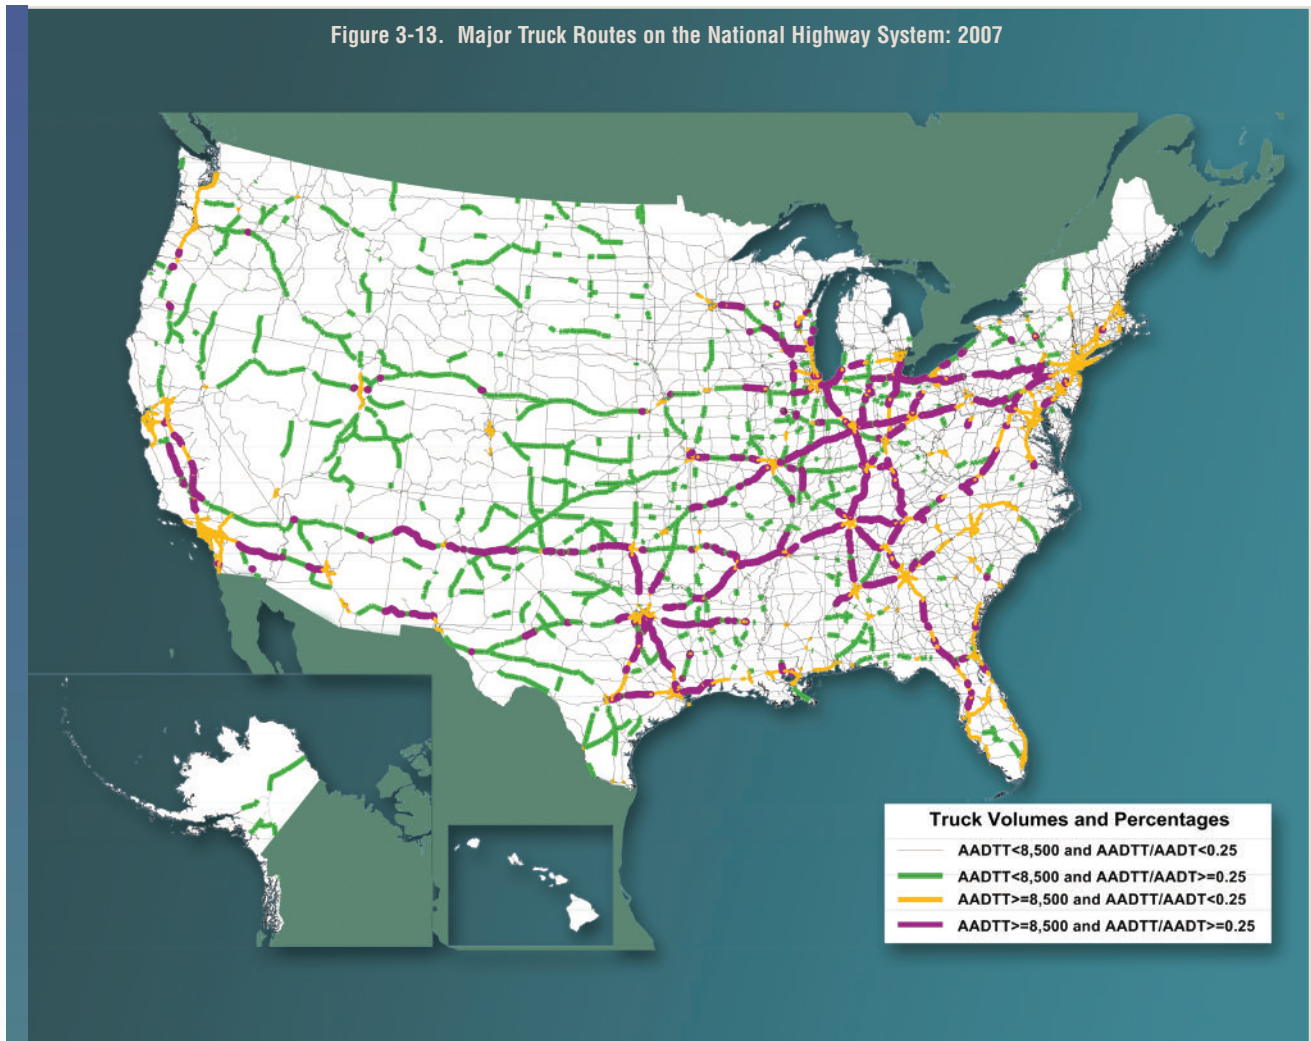 Figure 3-13. Major Truck Routes on the National Highway System: 2007
Truck Volumes and Percentages
AADTT<8,500 and AADTT/AADT<0.25
AADTT<8,500 and AADTT/AADT>=0.25
AADTT>=8,500 and AADTT/AADT<0.25
AADTT>=8,500 and AADTT/AADT>=0.25